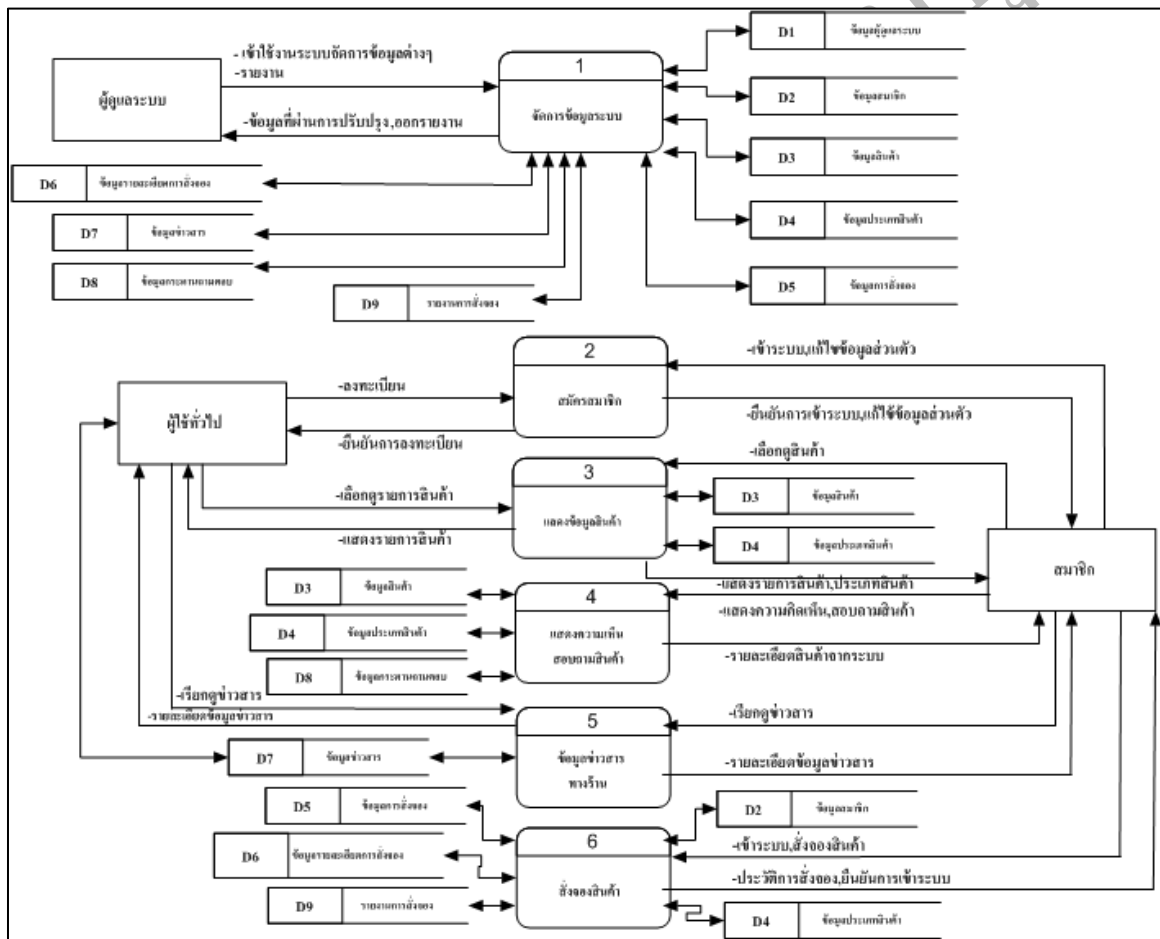 -เข้าใช้งานระบบจัดการข้อมูลต่างๆ
-รายงาน
ผู้ดูแลระบบ
-ข้อมูลที่ผ่านการปรับปรุง,ออกรายงาน
1
จัดการข้อมูลระบบ
D1 ข้อมูลผู้ดูแลระบบ
D2 ข้อมูลสมาชิก
D3 ข้อมูลสินค้า
D4 ข้อมูลประเภทสินค้า
D5 ข้อมูลการสั่งจอง
D6 ข้อมูลรายละเอียดการสั่งจอง
D7 ข้อมูลข่าวสาร
D8 ข้อมูลกระดานถามตอบ
D9 รายงานการสั่งจอง
2
สมัครสมาชิก
-เข้าระบบ,แก้ไขข้อมูลส่วนตัว
-ลงทะเบียน
ผู้ใช้ทั่วไป
-ยืนยันการลงทะเบียน
-ยืนยันการเข้าระบบ,แก้ใช้ข้อมูลส่วนตัว
-เลือกดูสินค้า
3
แสดงข้อมูลสินค้า
-เลือกดูรายการสินค้า
-แสดงรายการสินค้า
D3 ข้อมูลสินค้า
D4 ข้อมูลประเภทสินค้า
สมาชิก
-แสดงรายการสินค้า,ประเภทสินค้า
D3 ข้อมูลสินค้า
D4 ข้อมูลประเภทสินค้า
D8 ข้อมูลกระดานถามตอบ
4
แสดงความเห็น
สอบถามสินค้า
-แสดงความคิดเห็น,สอบถามสินค้า
-รายละเอียดสินค้าจากระบบ
-เรียกดูข่าวสาร
-รายละเอียดข้อมูลข่าวสาร
5
ข้อมูลข่าวสาร
ทางร้าน
-เรียกดูข่าวสาร
-รายละเอียดข้อมูลข่าวสาร
D7 ข้อมูลข่าวสาร
D5 ข้อมูลการสั่งจอง
D6 ข้อมูลรายละเอียดการสั่งจอง
D9 รายงานการสั่งจอง
6
สั่งจองสินค้า
D2 ข้อมูลสมาชิก
-เข้าระบบ,สั่งจองสินค้า
-ประวัติการสั่งจอง,ยืนยันการเข้าระบบ
D4 ข้อมูลประเภทสินค้า